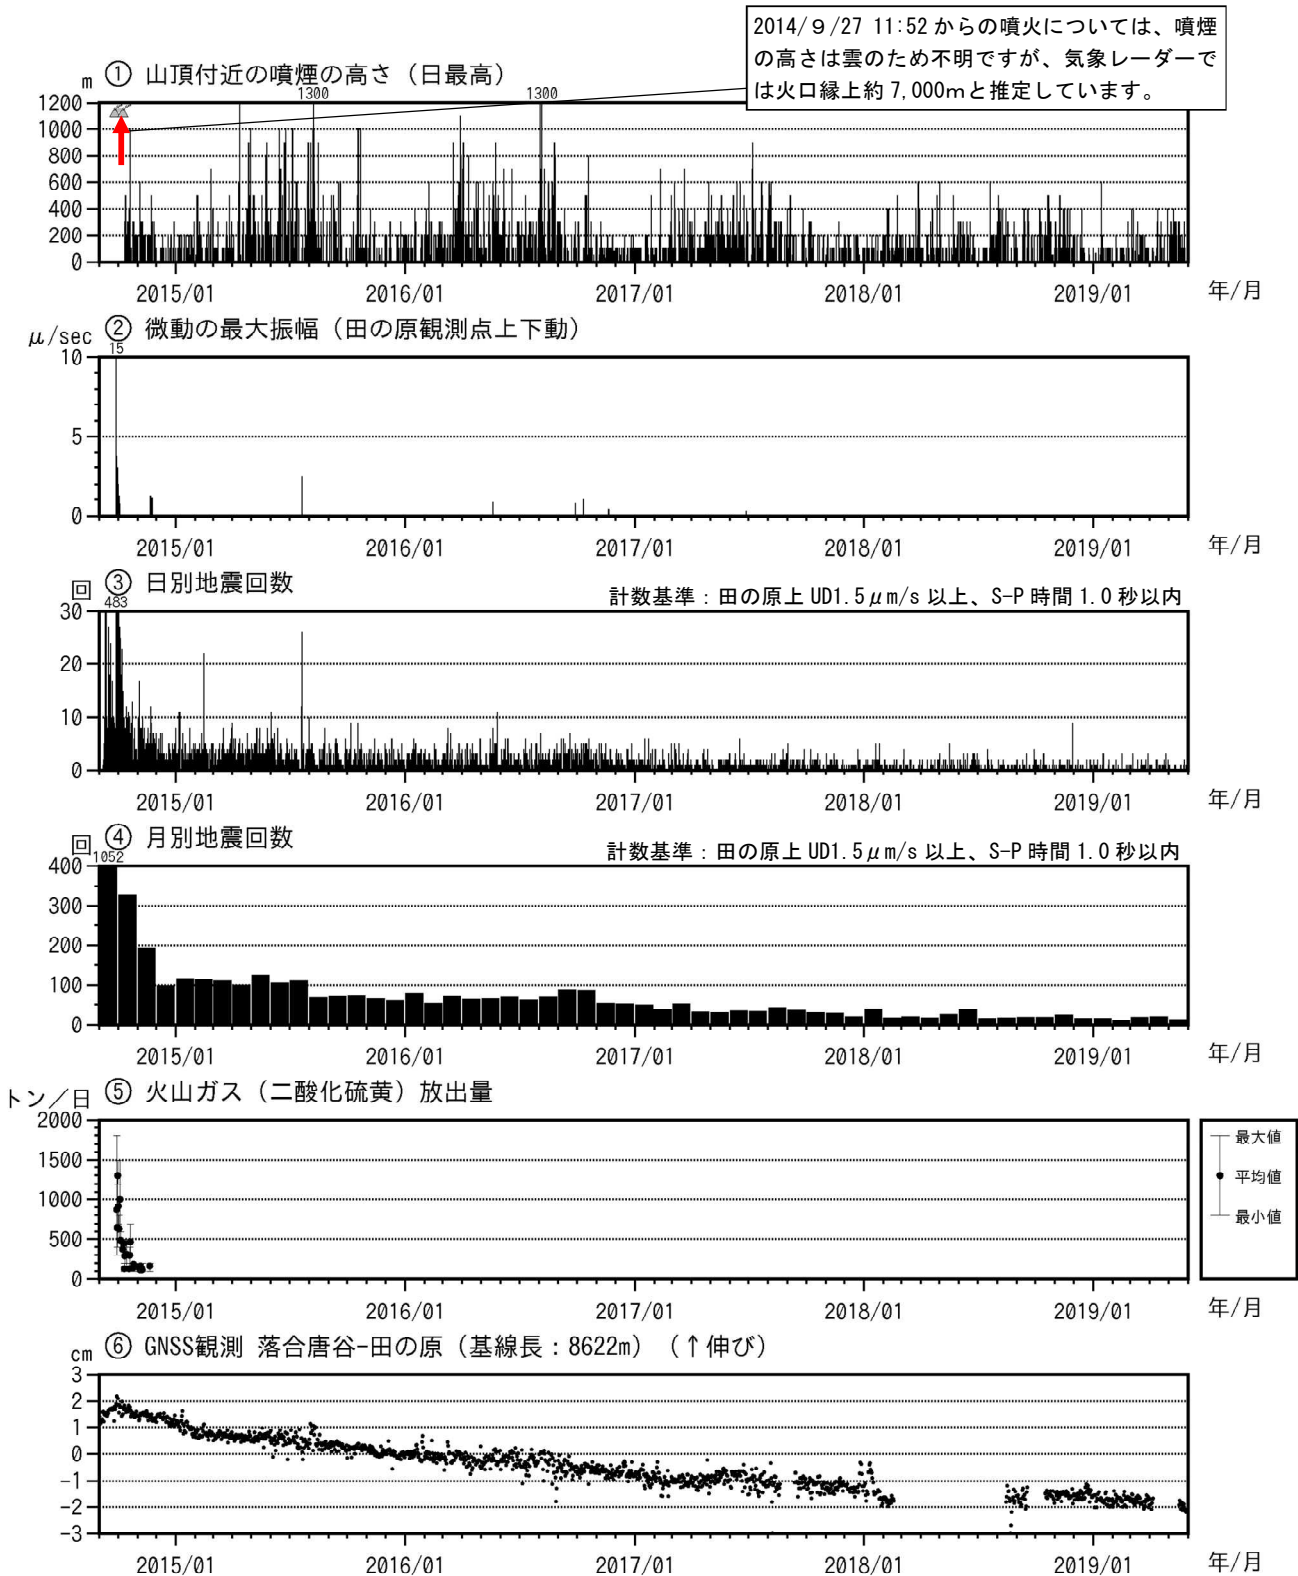 2014/９/27 11:52からの噴火については、噴煙
の高さは雲のため不明ですが、気象レーダーで
は火口縁上約7,000mと推定しています。
m ① 山頂付近の噴煙の高さ（日最高）
1300
1300
1200
1000
800
600
400
200
0
2015/01 2016/01 2017/01 2018/01 2019/01 年/月
μ/sec ② 微動の最大振幅（田の原観測点上下動）
15
10
5
0
2015/01 2016/01 2017/01 2018/01 2019/01 年/月
回 ③ 日別地震回数
計数基準：田の原上UD1.5μm/s以上、S-P時間1.0秒以内
483
30
20
10
0
2015/01 2016/01 2017/01 2018/01 2019/01 年/月
回 ④ 月別地震回数
計数基準：田の原上UD1.5μm/s以上、S-P時間1.0秒以内
1052
400
300
200
100
0
2015/01 2016/01 2017/01 2018/01 2019/01 年/月
トン／日 ⑤ 火山ガス（二酸化硫黄）放出量
2000
1500
1000
500
0
最大値
平均値
最小値
2015/01 2016/01 2017/01 2018/01 2019/01 年/月
cm ⑥ GNSS観測 落合唐谷-田の原（基線長：8622m）（↑伸び）
3
2
1
0
-1
-2
-3
2015/01 2016/01 2017/01 2018/01 2019/01 年/月